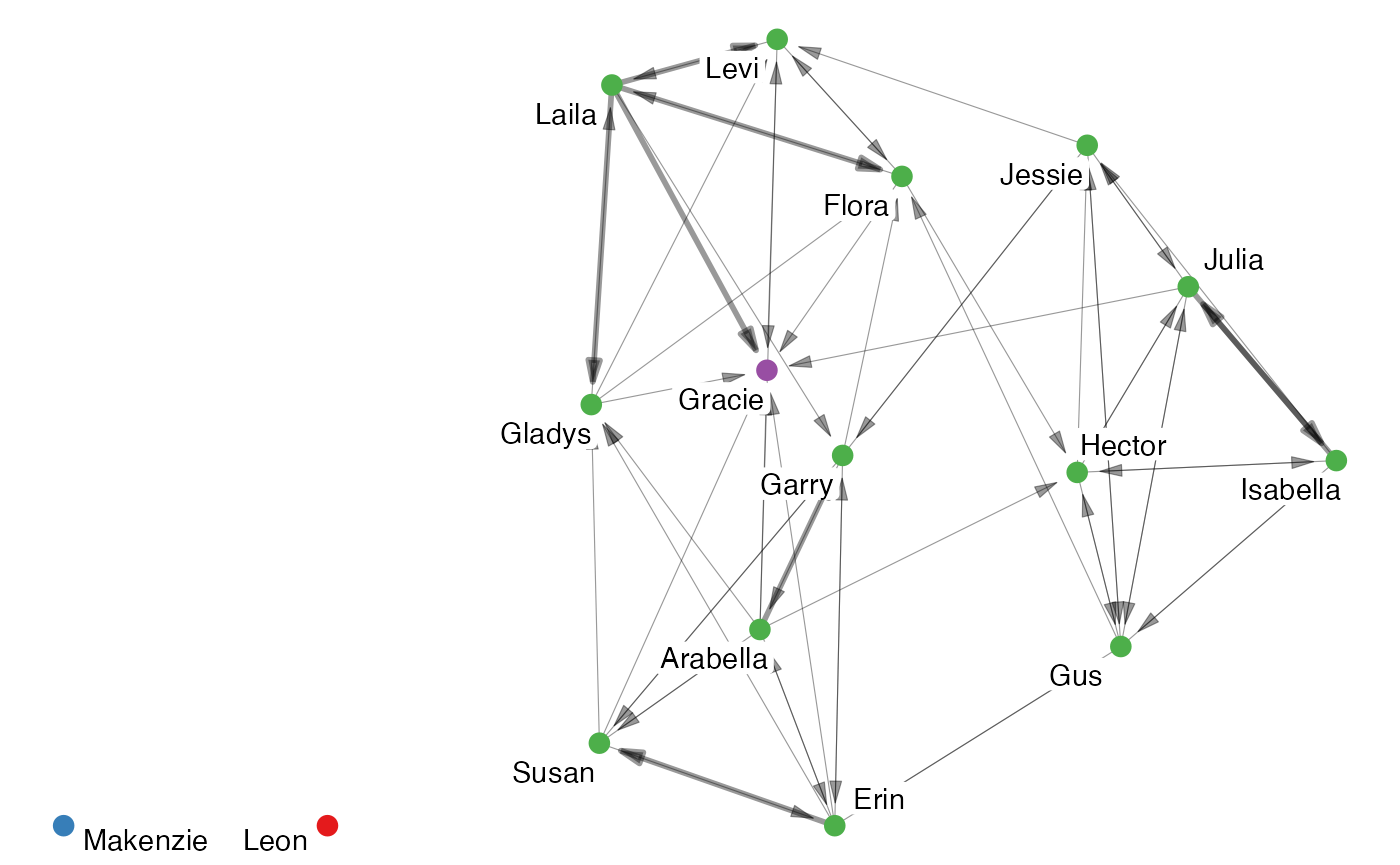 Levi
Laila
Jessie
Flora
Julia
Gracie
Gladys
Hector
Garry
Isabella
Arabella
Gus
Susan
Erin
Makenzie Leon